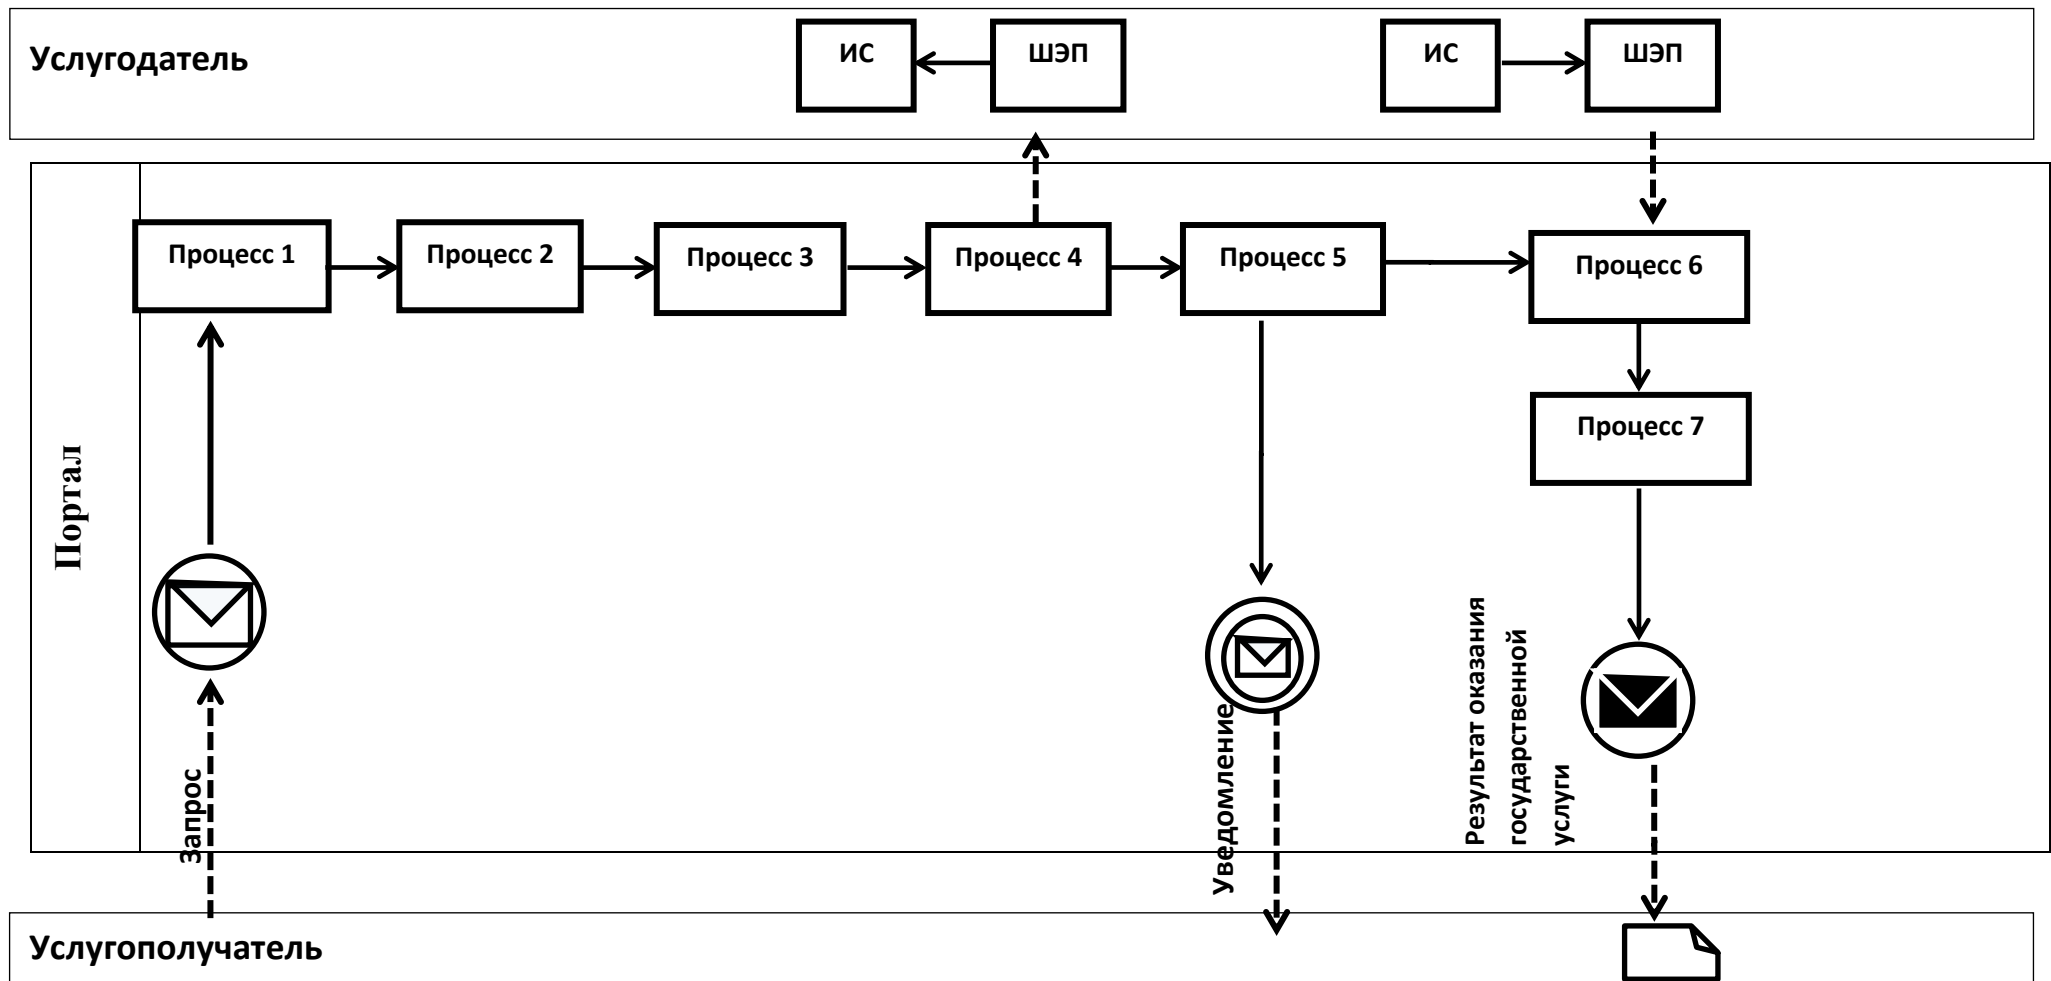 Услугодатель
ИС
ШЭП
ИС
ШЭП
Портал
Процесс 1
Процесс 2
Процесс 3
Процесс 4
Процесс 5
Процесс 6
Процесс 7
Запрос
Уведомление
Результат оказания
государственной
услуги
Услугополучатель